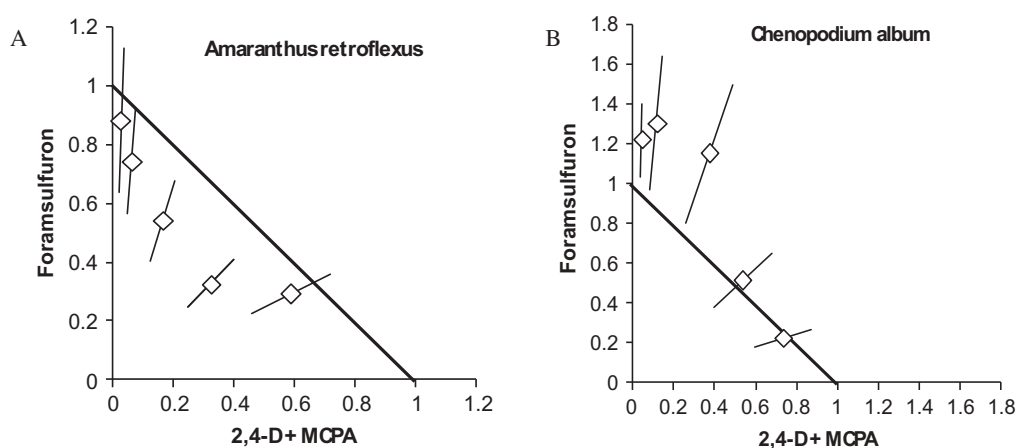 A
Amaranthus retroflexus
Foramsulfuron
1.2
1
0.8
0.6
0.4
0.2
0
0 0.2 0.4 0.6 0.8 1 1.2
2,4-D+ MCPA
B
Chenopodium album
Foramsulfuron
1.8
1.6
1.4
1.2
1
0.8
0.6
0.4
0.2
0
0 0.2 0.4 0.6 0.8 1 1.2 1.4 1.6 1.8
2,4-D+ MCPA